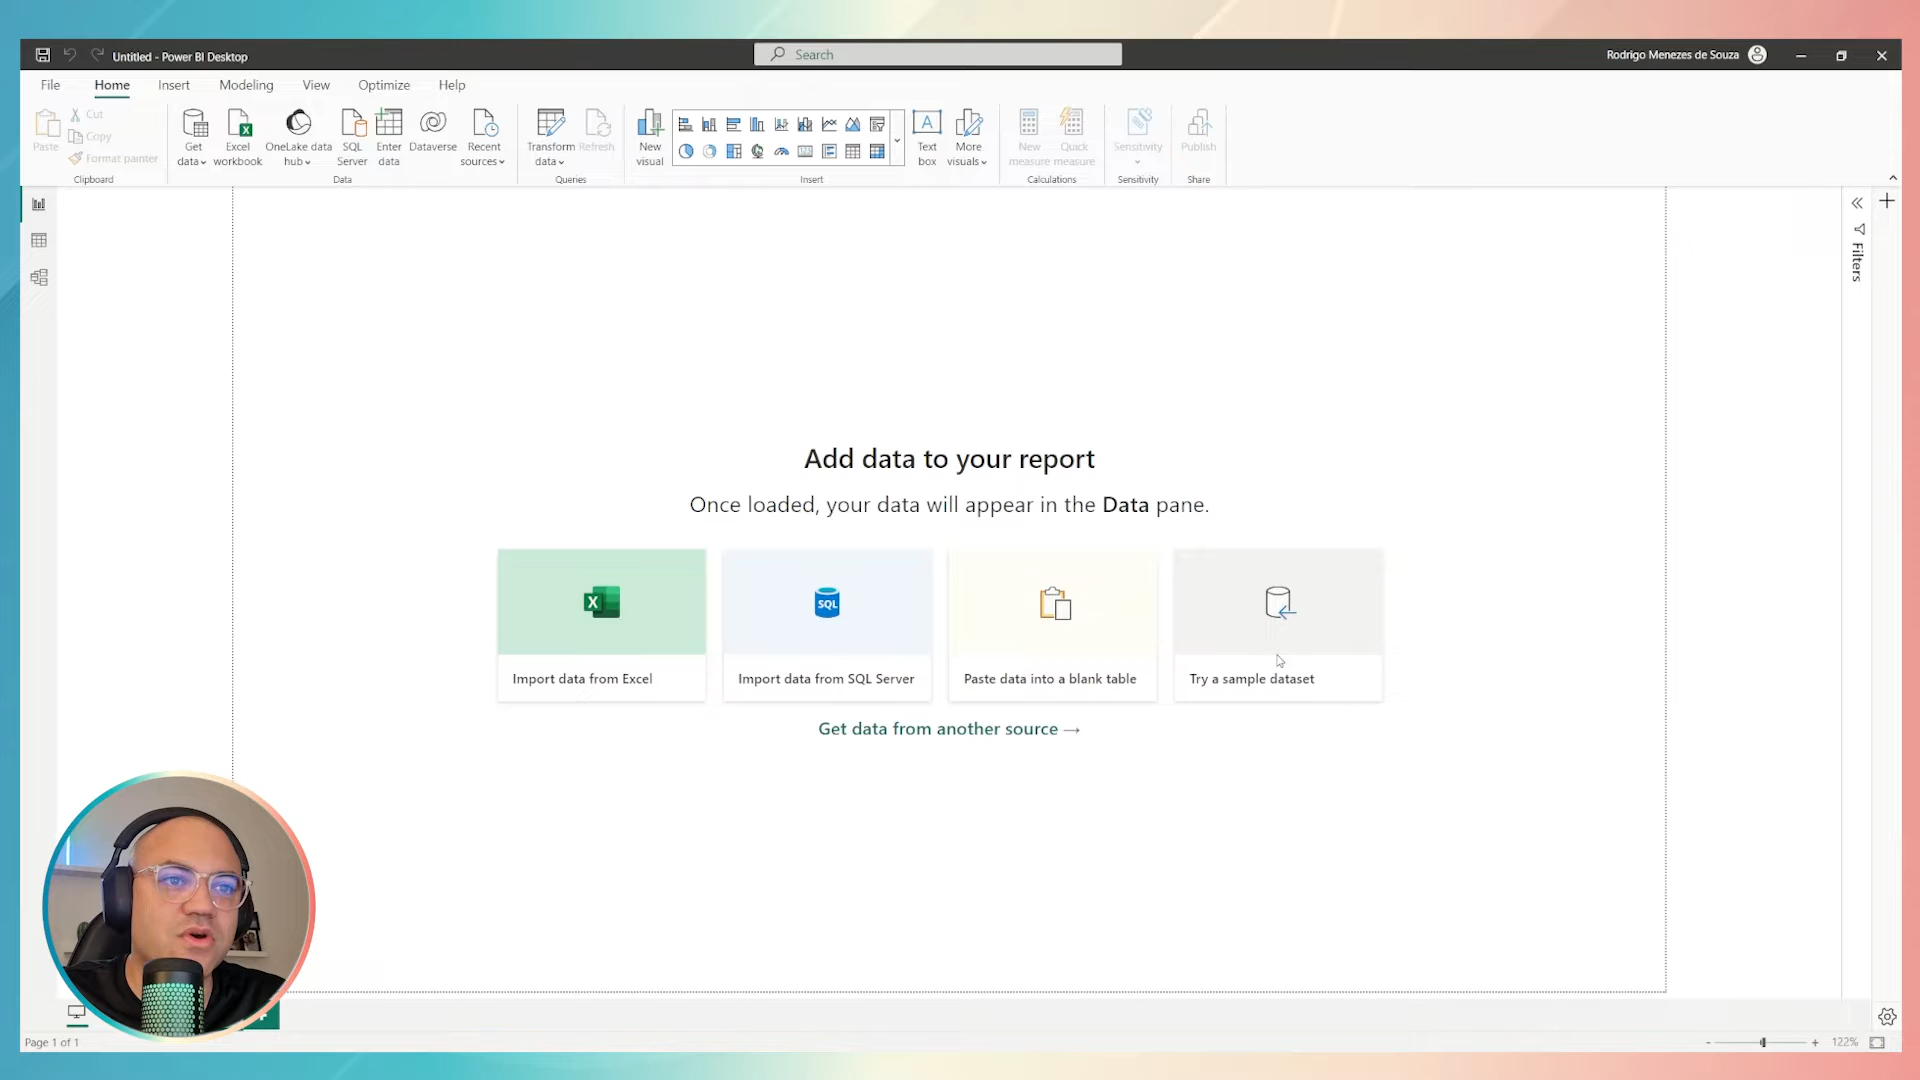 Untitled - Power BI Desktop
Search
Rodrigo Menezes de Souza
File Home Insert Modeling View Optimize Help
Paste
Cut
Copy
Format painter
Clipboard
Get data
Excel workbook
OneLake data hub
SQL Server
Enter data
Dataverse
Recent sources
Data
Transform data
Refresh
Queries
New visual
A
Text box
More visuals
Insert
New measure
Quick measure
Calculations
Sensitivity
Sensitivity
Publish
Share
Filters
Add data to your report
Once loaded, your data will appear in the Data pane.
X
SQL
Import data from Excel
Import data from SQL Server
Paste data into a blank table
Try a sample dataset
Get data from another source →
Page 1 of 1
- + 122%